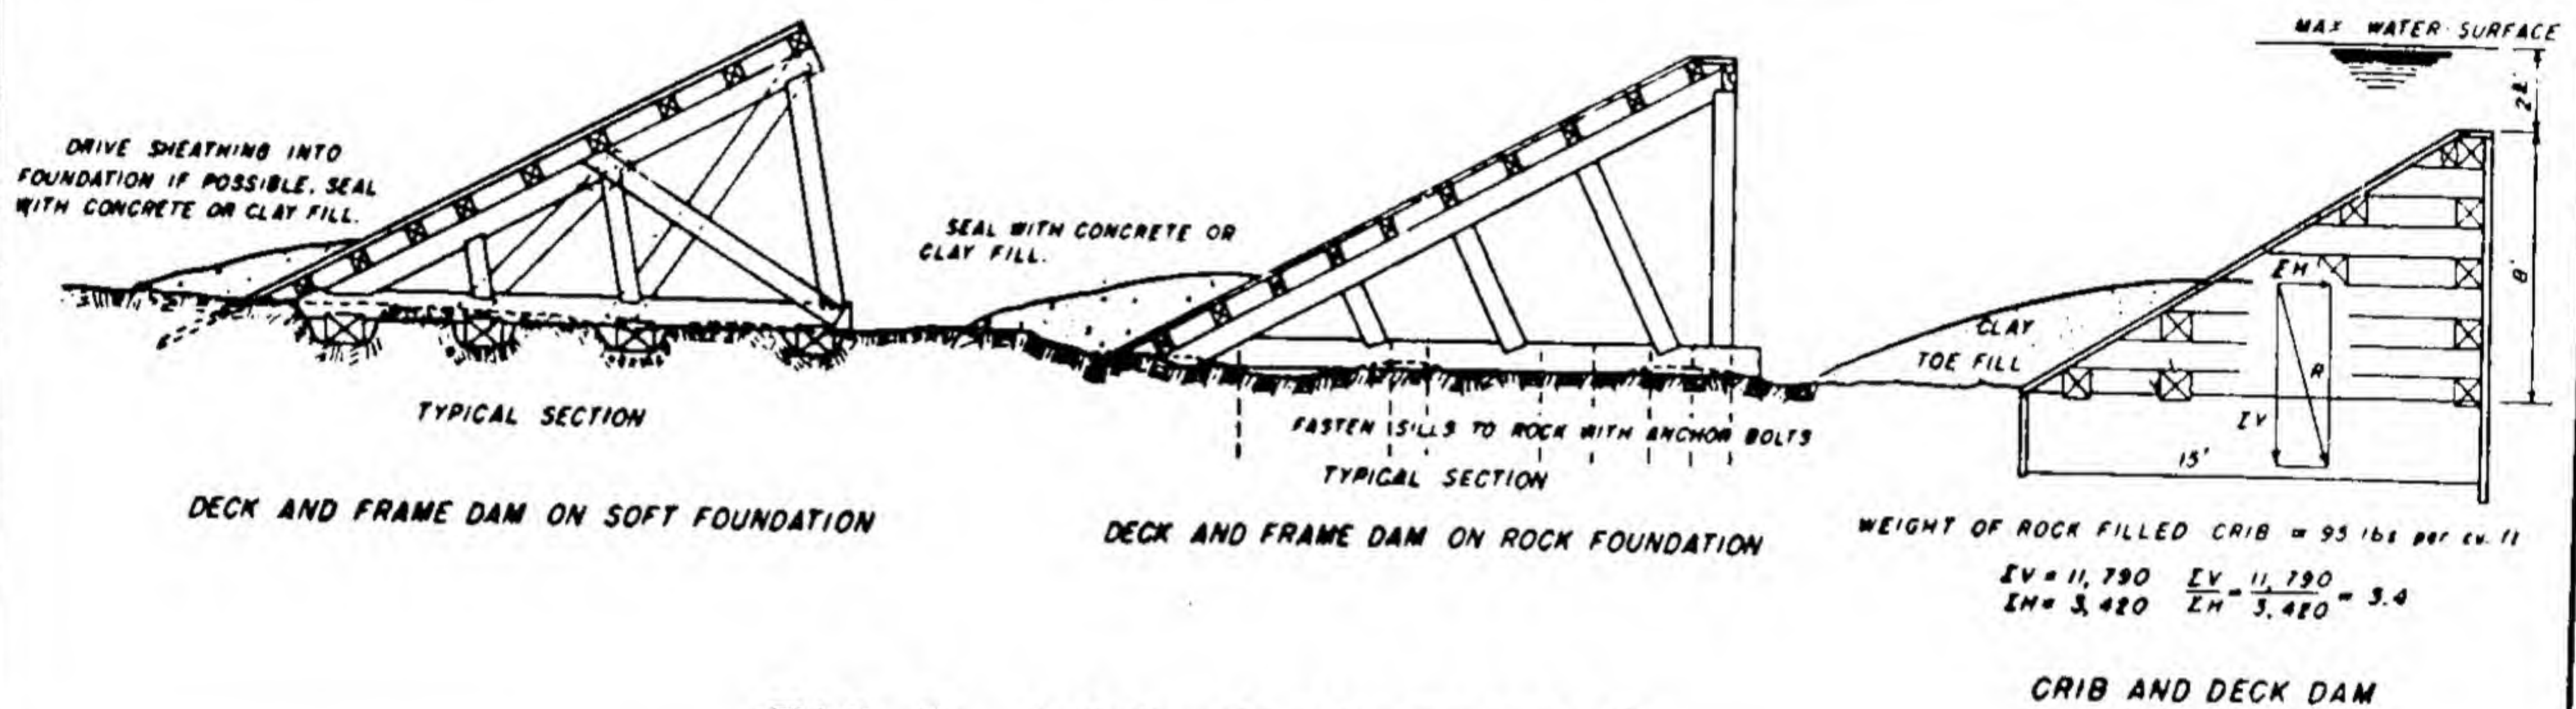 DRIVE SHEATHING INTO
FOUNDATION IF POSSIBLE. SEAL
WITH CONCRETE OR CLAY FILL.
TYPICAL SECTION
DECK AND FRAME DAM ON SOFT FOUNDATION
SEAL WITH CONCRETE OR
CLAY FILL.
FASTEN SILLS TO ROCK WITH ANCHOR BOLTS
TYPICAL SECTION
DECK AND FRAME DAM ON ROCK FOUNDATION
MAX WATER SURFACE
8'
ΣH
CLAY
TOE FILL
R
ΣV
15'
WEIGHT OF ROCK FILLED CRIB = 95 lbs per cu. ft
ΣV = 11,790 ΣV/ΣH = 11,790/3,420 = 3.4
ΣH = 3,420
CRIB AND DECK DAM